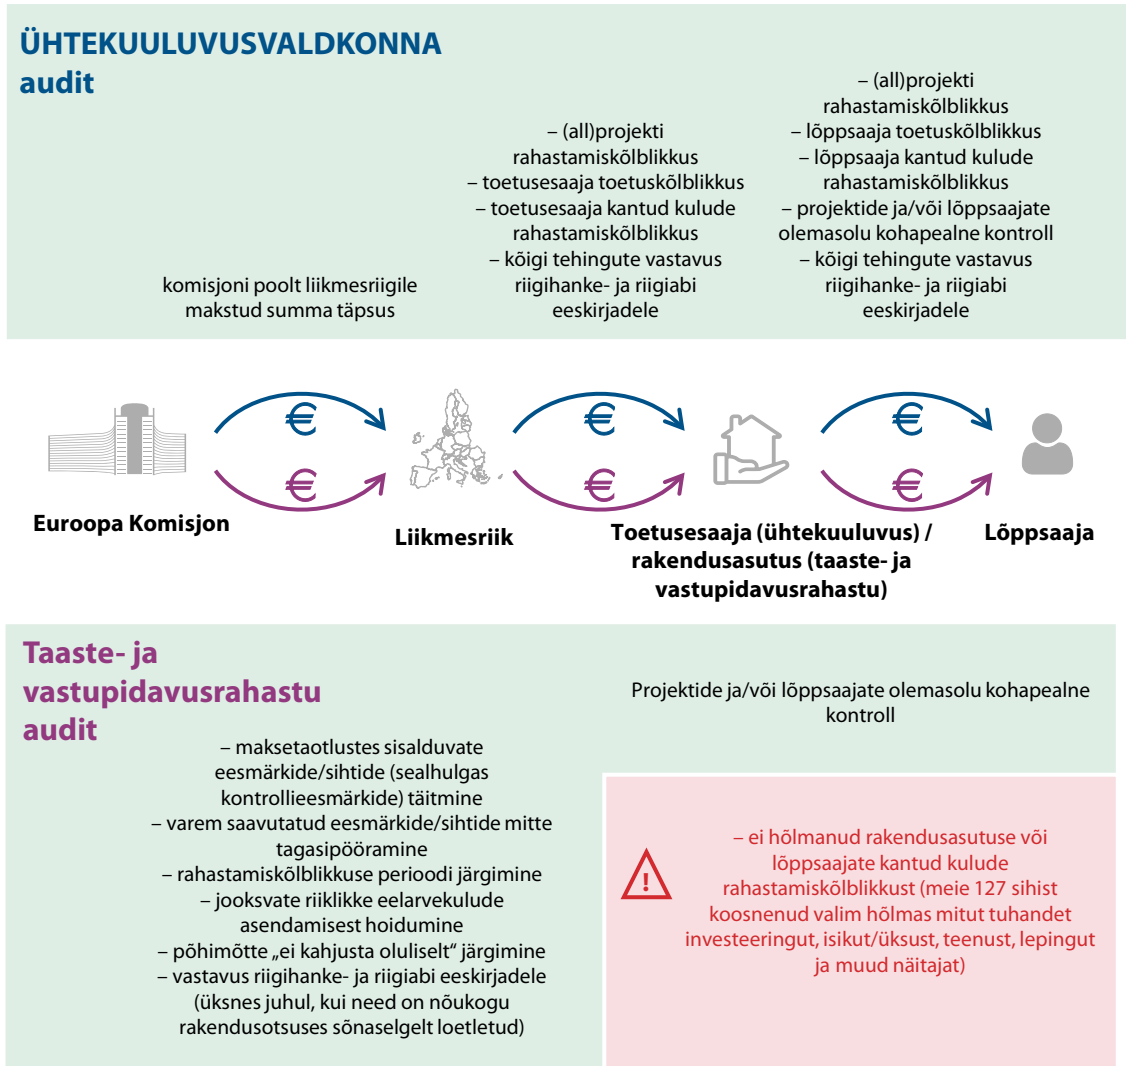 ÜHTEKUULUVUSVALDKONNA
audit
komisjoni poolt liikmesriigile
makstud summa täpsus
– (all)projekti
rahastamiskõlblikkus
– toetusesaaja toetuskõlblikkus
– toetusesaaja kantud kulude
rahastamiskõlblikkus
– kõigi tehingute vastavus
riigihanke- ja riigiabi
eeskirjadele
– (all)projekti
rahastamiskõlblikkus
– lõppsaaja toetuskõlblikkus
– lõppsaaja kantud kulude
rahastamiskõlblikkus
– projektide ja/või lõppsaajate
olemasolu kohapealne kontroll
– kõigi tehingute vastavus
riigihanke- ja riigiabi
eeskirjadele
€
€
€
€
€
€
Euroopa Komisjon
Liikmesriik
Toetusesaaja (ühtekuuluvus) /
rakendusasutus (taaste- ja
vastupidavusrahastu)
Lõppsaaja
Taaste- ja
vastupidavusrahastu
audit
– maksetaotlustes sisalduvate
eesmärkide/sihtide (sealhulgas
kontrollieesmärkide) täitmine
– varem saavutatud eesmärkide/sihtide mitte
tagasipööramine
– rahastamiskõlblikkuse perioodi järgimine
– jooksvate riiklikke eelarvekulude
asendamisest hoidumine
– põhimõtte „ei kahjusta oluliselt“ järgimine
– vastavus riigihanke- ja riigiabi eeskirjadele
(üksnes juhul, kui need on nõukogu
rakendusotsuses sõnaselgelt loetletud)
Projektide ja/või lõppsaajate olemasolu kohapealne
kontroll
!
– ei hõlmanud rakendusasutuse või
lõppsaajate kantud kulude
rahastamiskõlblikkust (meie 127 sihist
koosnenud valim hõlmas mitut tuhandet
investeeringut, isikut/üksust, teenust, lepingut
ja muud näitajat)